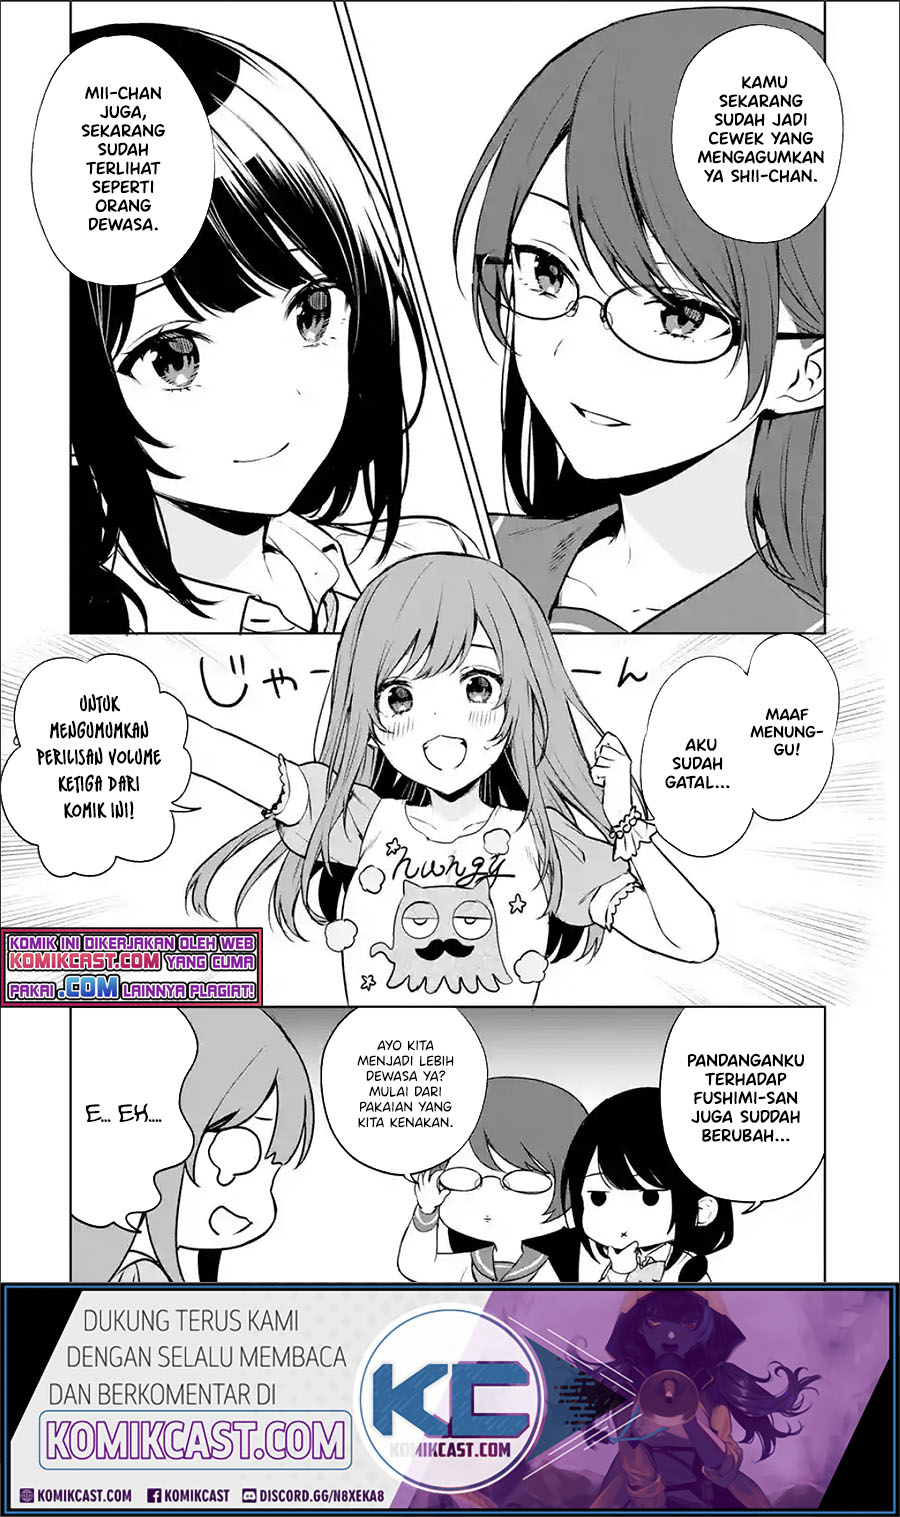 KAMU
SEKARANG
SUDAH JADI
CEWEK YANG
MENGAGUMKAN
YA SHII-CHAN.
MII-CHAN
JUGA,
SEKARANG
SUDAH
TERLIHAT
SEPERTI
ORANG
DEWASA.
じゃーーん
MAAF
MENUNG-
GU!
AKU
SUDAH
GATAL...
UNTUK
MENGUMUMKAN
PERILISAN VOLUME
KETIGA DARI
KOMIK INI!
hungy
KOMIK INI DIKERJAKAN OLEH WEB
KOMIKCAST.COM YANG CUMA
PAKAI .COM LAINNYA PLAGIAT!
PANDANGANKU
TERHADAP
FUSHIMI-SAN
JUGA SUDDAH
BERUBAH...
AYO KITA
MENJADI LEBIH
DEWASA YA?
MULAI DARI
PAKAIAN YANG
KITA KENAKAN.
E... EH....
DUKUNG TERUS KAMI
DENGAN SELALU MEMBACA
DAN BERKOMENTAR DI
KOMIKCAST.COM
KOMIKCAST.COM
KOMIKCAST
DISCORD.GG/N8XEKA8
KC
KOMIKCAST.COM